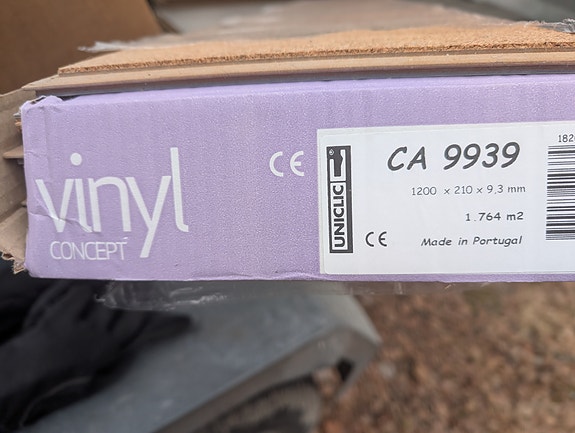 vinyl
CONCEPT
CE
UNICLIC
CE
CA 9939
1200 x 210 x 9,3 mm
1.764 m2
Made in Portugal